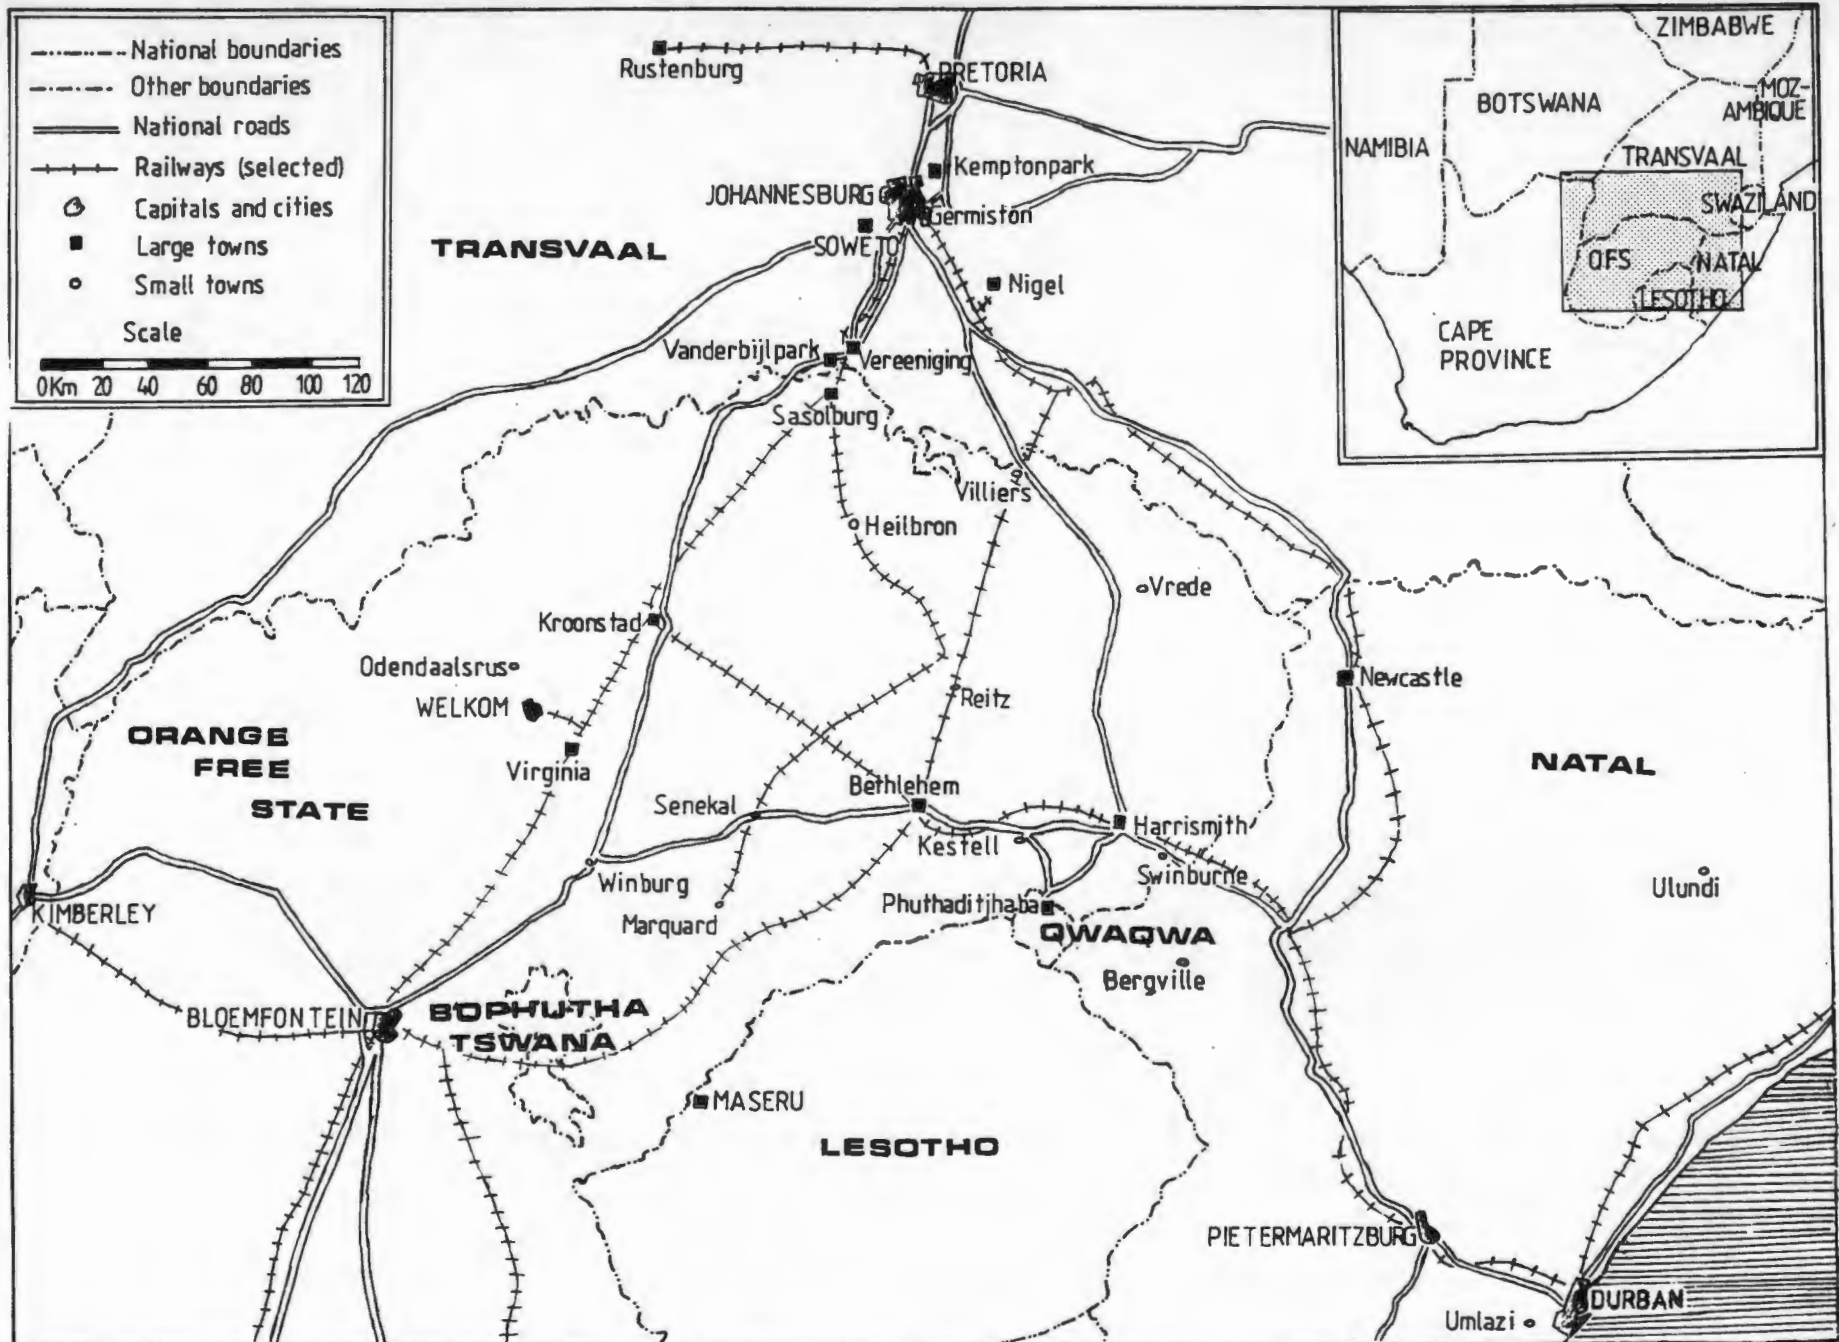 National boundaries
Other boundaries
National roads
Railways (selected)
Capitals and cities
Large towns
Small towns
Scale
0Km 20 40 60 80 100 120
ZIMBABWE
BOTSWANA
MOZ-
AMBIQUE
NAMIBIA
TRANSVAAL
SWAZILAND
OFS
NATAL
LESOTHO
CAPE
PROVINCE
Rustenburg
PRETORIA
Kemptonpark
JOHANNESBURG
Germiston
SOWETO
TRANSVAAL
Nigel
Vanderbijlpark
Vereeniging
Sasolburg
Villiers
Heilbron
Vrede
Kroonstad
Odendaalsrus
WELKOM
Reitz
Newcastle
ORANGE
FREE
STATE
Virginia
NATAL
Bethlehem
Senekal
Harrismith
Kestell
Swinburne
Winburg
Ulundi
Marquard
Phuthaditjhaba
KIMBERLEY
QWAQWA
Bergville
BLOEMFONTEIN
BOPHUTHA
TSWANA
MASERU
LESOTHO
PIETERMARITZBURG
DURBAN
Umlazi